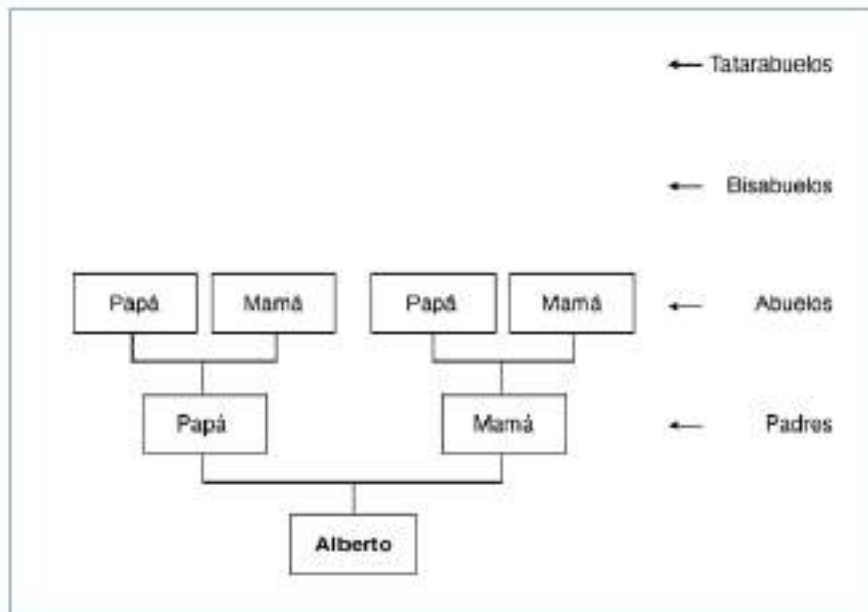 Tatarabuelos
Bisabuelos
Papá Mamá Papá Mamá Abuelos
Papá Mamá Padres
Alberto